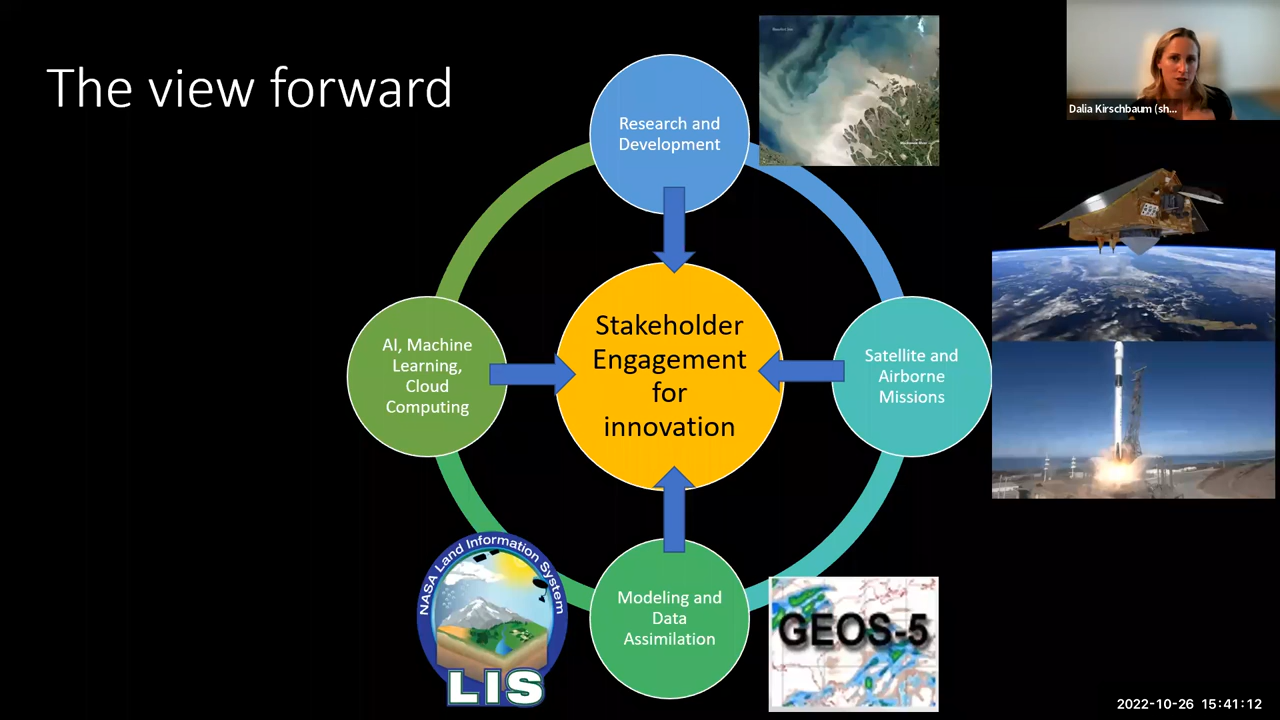 The view forward
Research and
Development
Dalia Kirschbaum (sh...
AI, Machine
Learning,
Cloud
Computing
Stakeholder
Engagement
for
innovation
Satellite and
Airborne
Missions
NASA Land Information System
LIS
Modeling and
Data
Assimilation
GEOS-5
2022-10-26 15:41:12